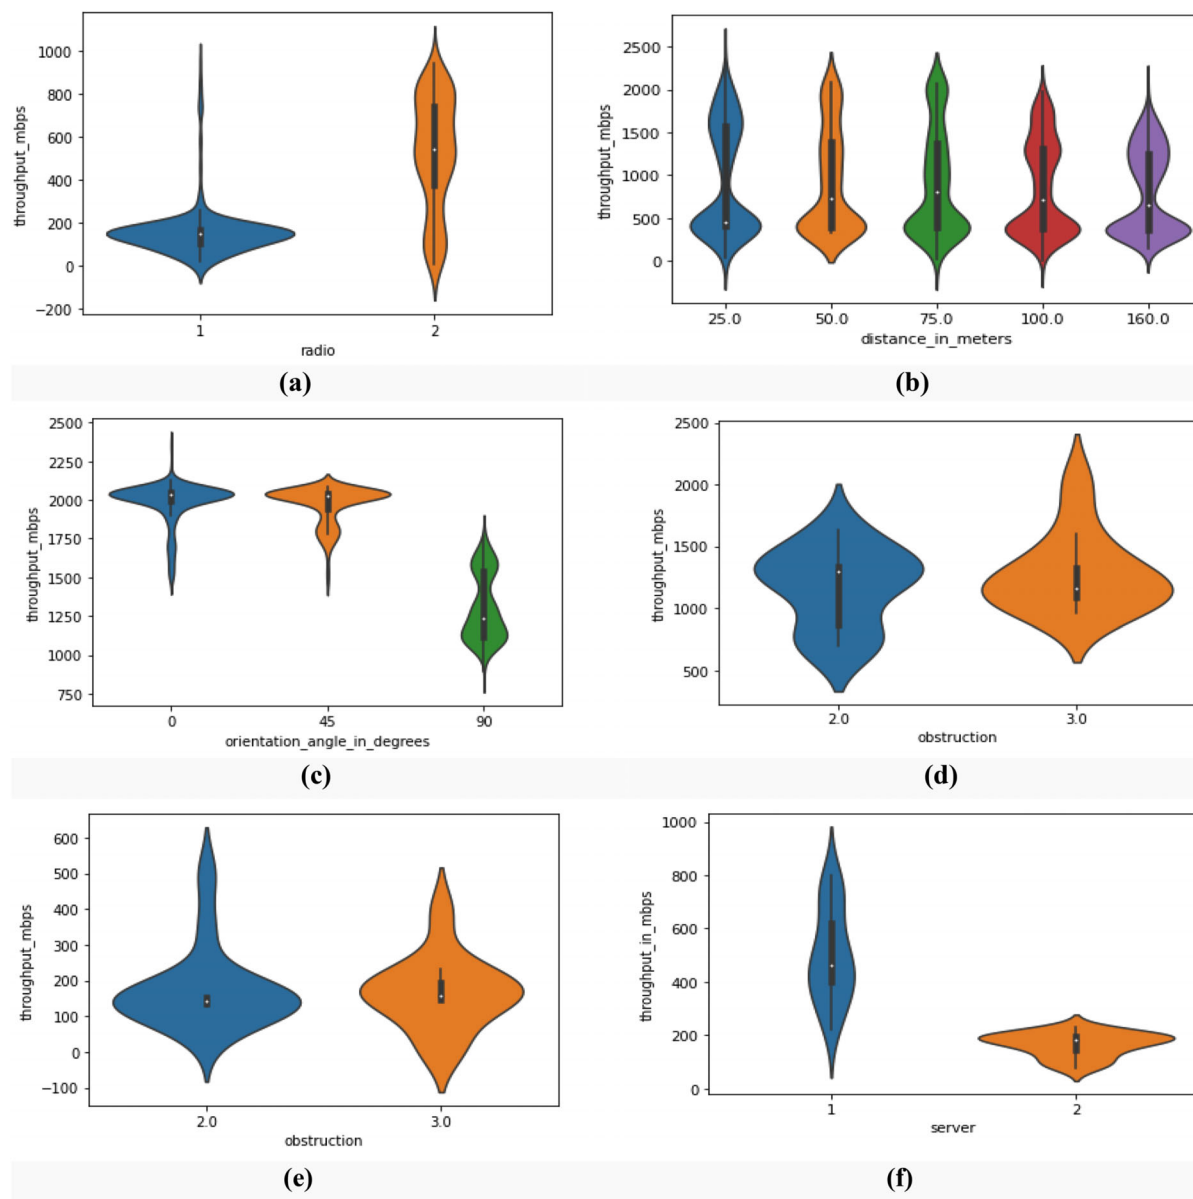 1000
800
600
400
200
0
−200
throughput_mbps
1 2
radio
(a)
2500
2000
1500
1000
500
0
throughput_mbps
25.0 50.0 75.0 100.0 160.0
distance_in_meters
(b)
2500
2250
2000
1750
1500
1250
1000
750
throughput_mbps
0 45 90
orientation_angle_in_degrees
(c)
2500
2000
1500
1000
500
throughput_mbps
2.0 3.0
obstruction
(d)
600
500
400
300
200
100
0
−100
throughput_mbps
2.0 3.0
obstruction
(e)
1000
800
600
400
200
0
throughput_in_mbps
1 2
server
(f)